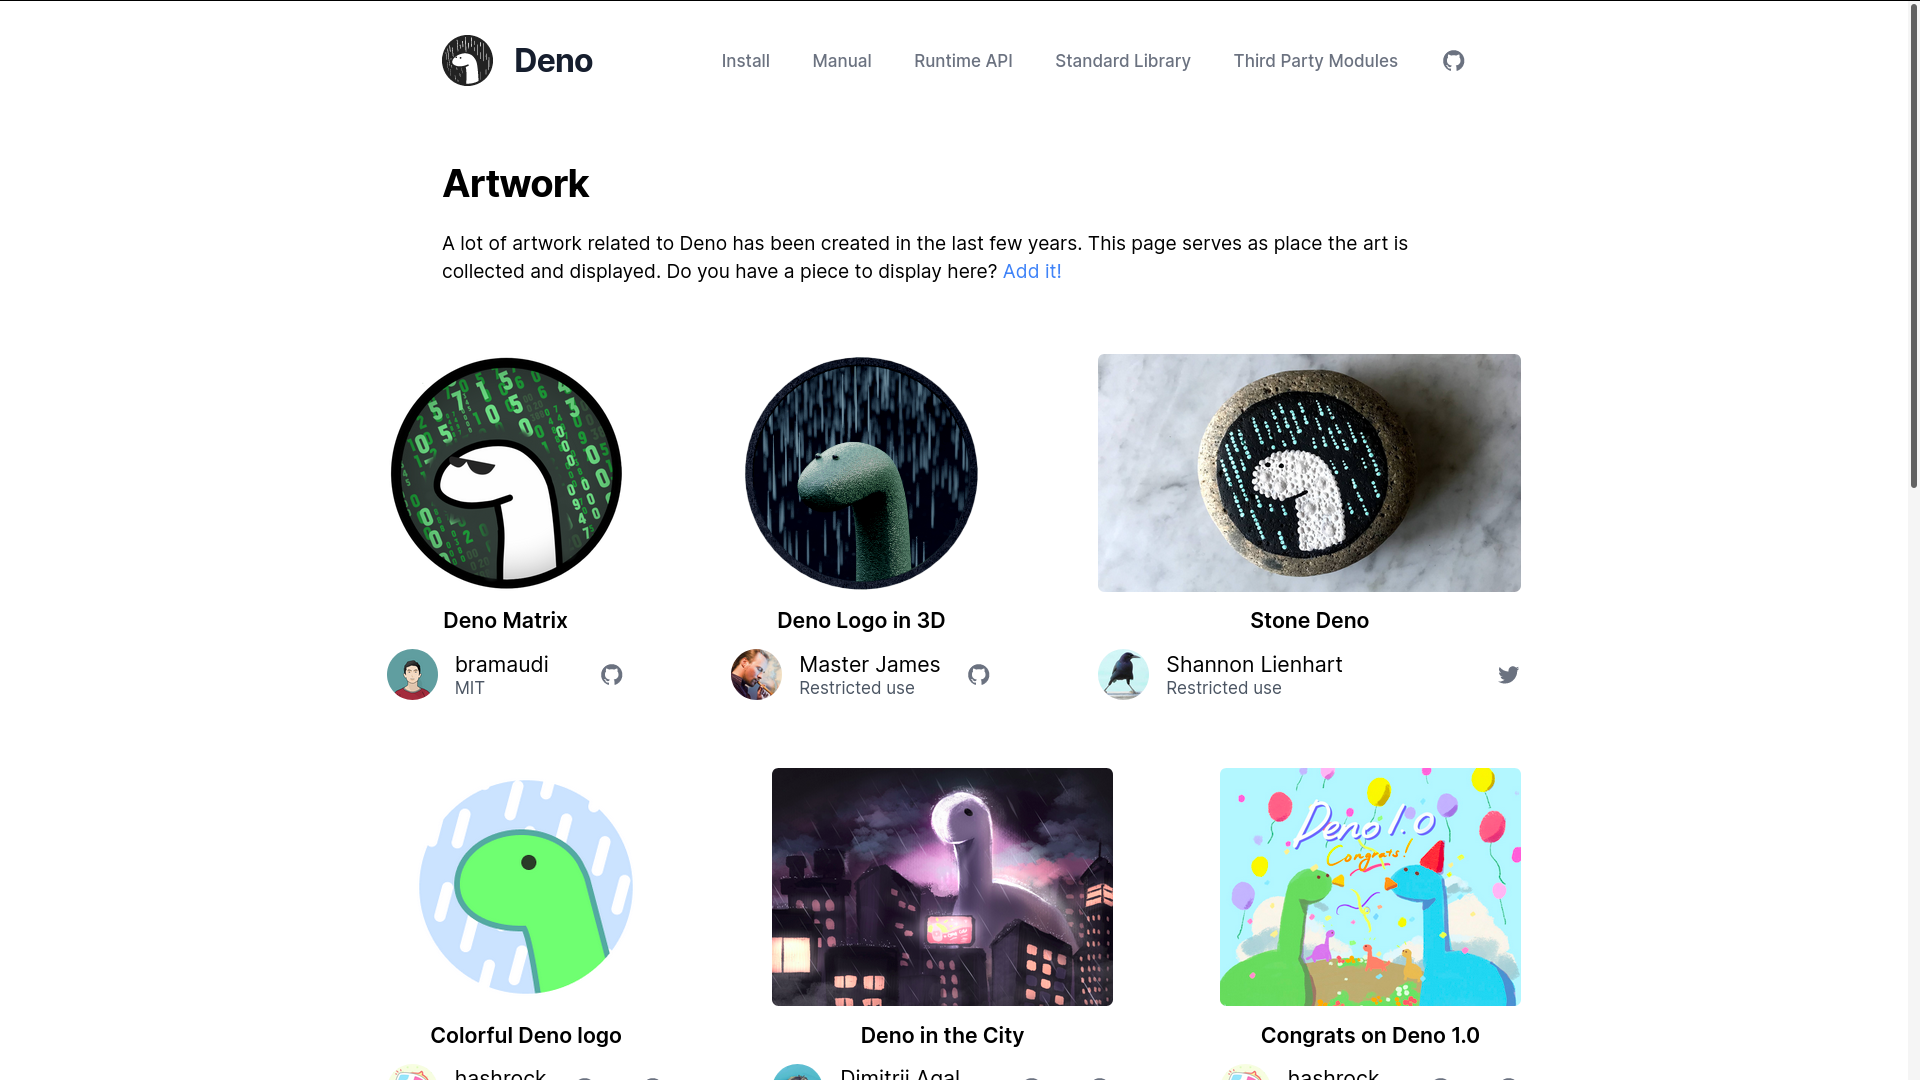 Deno
Install
Manual
Runtime API
Standard Library
Third Party Modules
Artwork
A lot of artwork related to Deno has been created in the last few years. This page serves as place the art is
collected and displayed. Do you have a piece to display here? Add it!
Deno Matrix
bramaudi
MIT
Deno Logo in 3D
Master James
Restricted use
Stone Deno
Shannon Lienhart
Restricted use
Deno 1.0
Congrats!
Colorful Deno logo
hashrock
Deno in the City
Dimitrij Agal
Congrats on Deno 1.0
hashrock